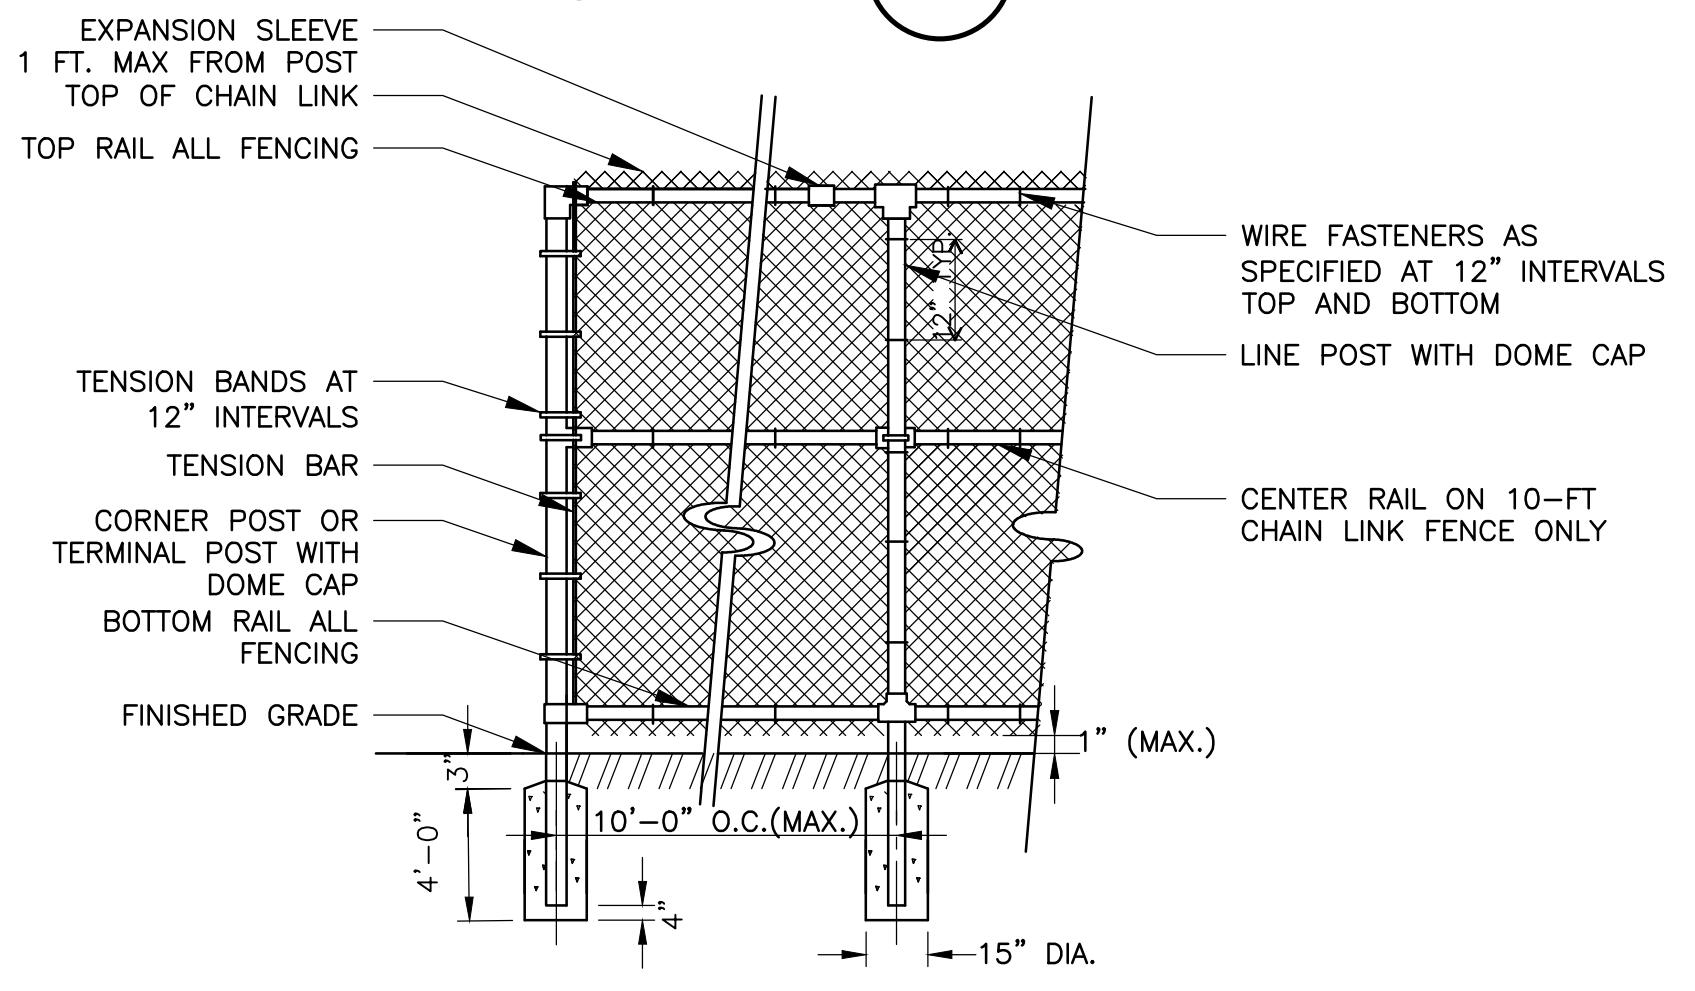 EXPANSION SLEEVE
1 FT. MAX FROM POST
TOP OF CHAIN LINK
TOP RAIL ALL FENCING
TENSION BANDS AT
12” INTERVALS
TENSION BAR
CORNER POST OR
TERMINAL POST WITH
DOME CAP
BOTTOM RAIL ALL
FENCING
FINISHED GRADE
3”
4'-0”
10'-0” O.C.(MAX.)
4”
15” DIA.
12” TYP.
WIRE FASTENERS AS
SPECIFIED AT 12” INTERVALS
TOP AND BOTTOM
LINE POST WITH DOME CAP
CENTER RAIL ON 10-FT
CHAIN LINK FENCE ONLY
1” (MAX.)